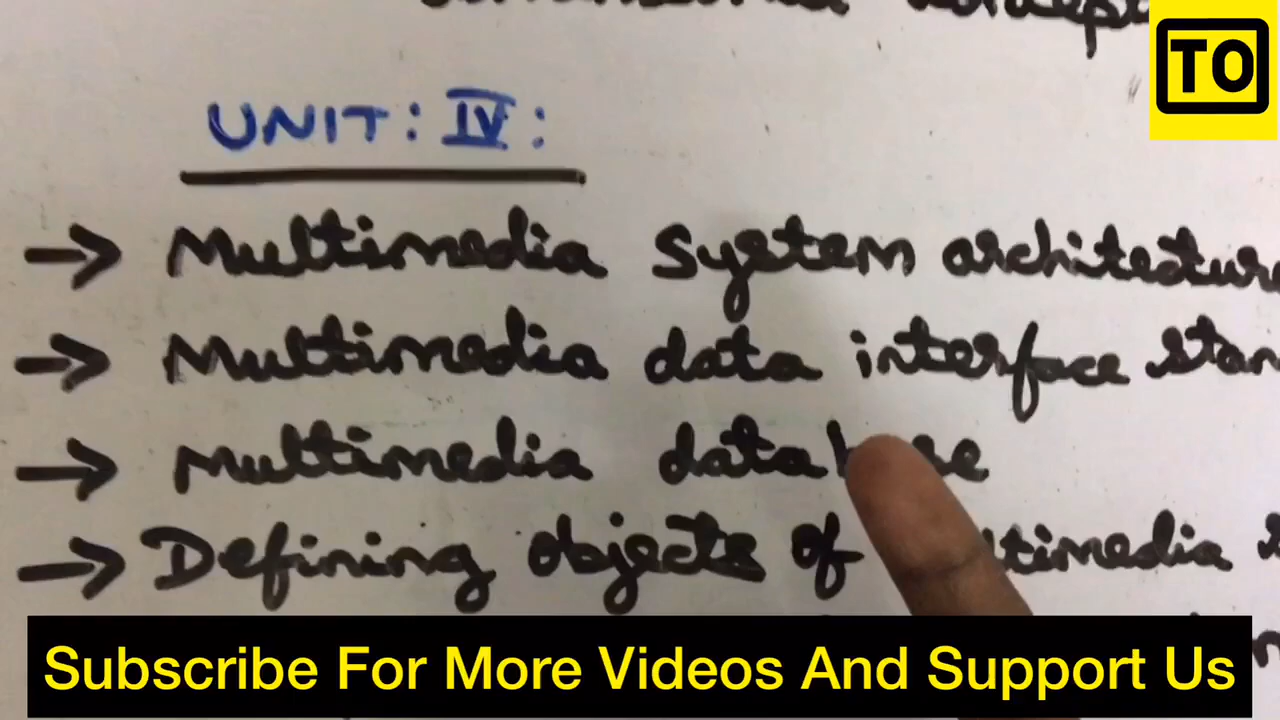 TO
UNIT: IV:
→ Multimedia System architecture
→ Multimedia data interface stan
→ Multimedia
→ Defining objects of
Subscribe For More Videos And Support Us